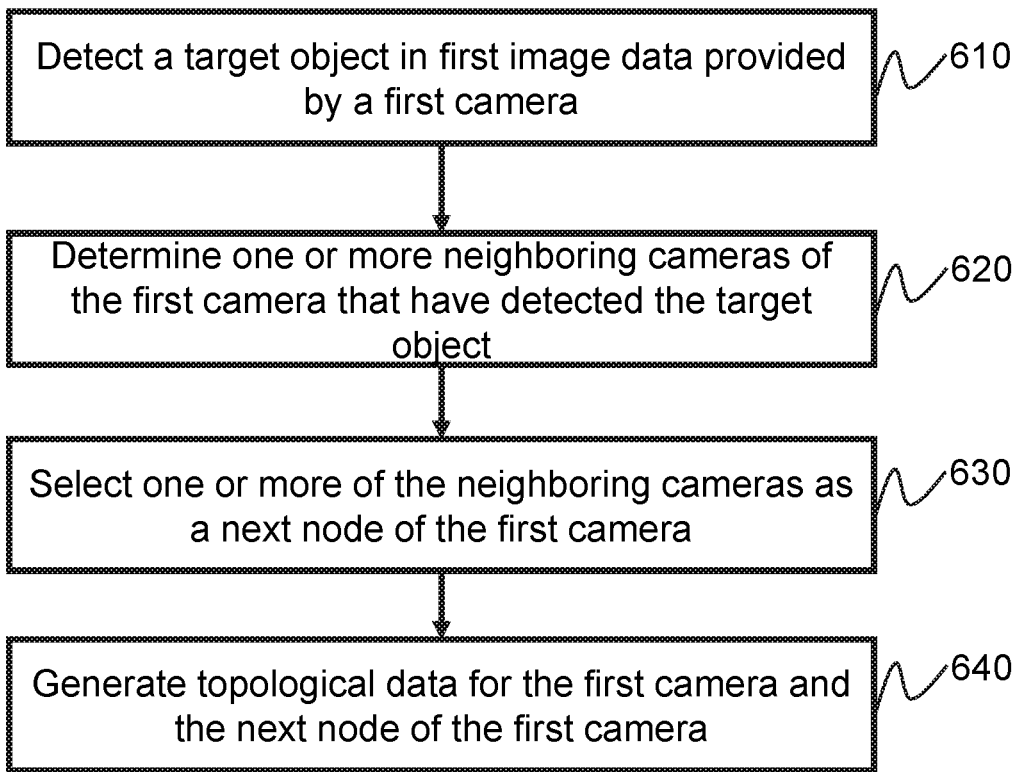 Detect a target object in first image data provided
by a first camera
610
Determine one or more neighboring cameras of
the first camera that have detected the target
object
620
Select one or more of the neighboring cameras as
a next node of the first camera
630
Generate topological data for the first camera and
the next node of the first camera
640